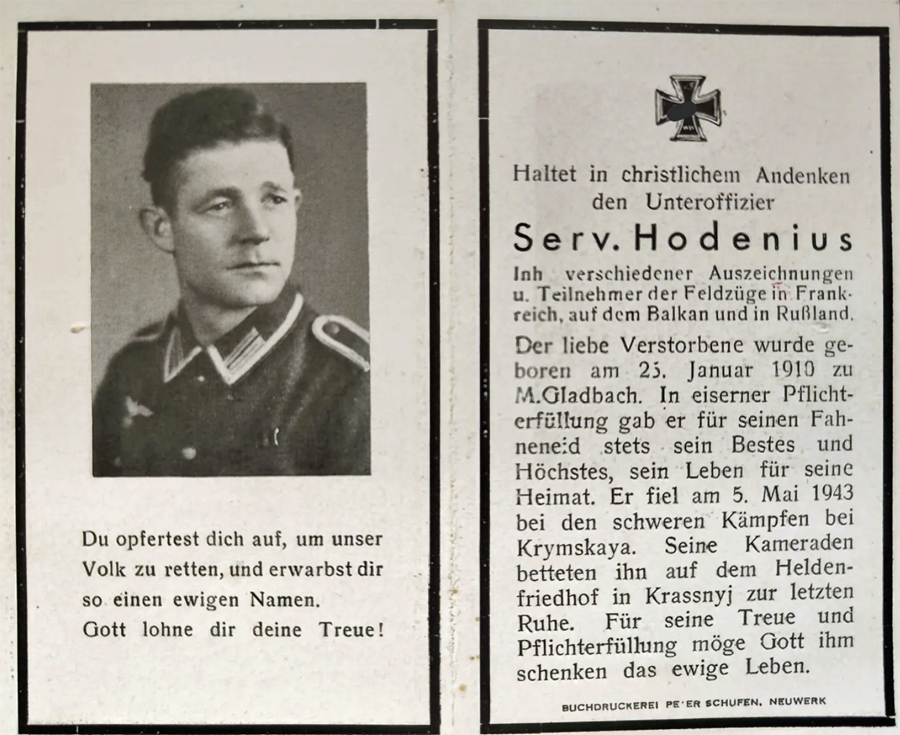 Du opfertest dich auf, um unser
Volk zu retten, und erwarbst dir
so einen ewigen Namen.
Gott lohne dir deine Treue!
Haltet in christlichem Andenken
den Unteroffizier
Serv. Hodenius
Inh verschiedener Auszeichnungen
u. Teilnehmer der Feldzüge in Frank-
reich, auf dem Balkan und in Rußland.
Der liebe Verstorbene wurde ge-
boren am 23. Januar 1910 zu
M.Gladbach. In eiserner Pflicht-
erfüllung gab er für seinen Fah-
neneid stets sein Bestes und
Höchstes, sein Leben für seine
Heimat. Er fiel am 5. Mai 1943
bei den schweren Kämpfen bei
Krymskaya. Seine Kameraden
betteten ihn auf dem Helden-
friedhof in Krassnyj zur letzten
Ruhe. Für seine Treue und
Pflichterfüllung möge Gott ihm
schenken das ewige Leben.
BUCHDRUCKEREI PETER SCHUFEN, NEUWERK